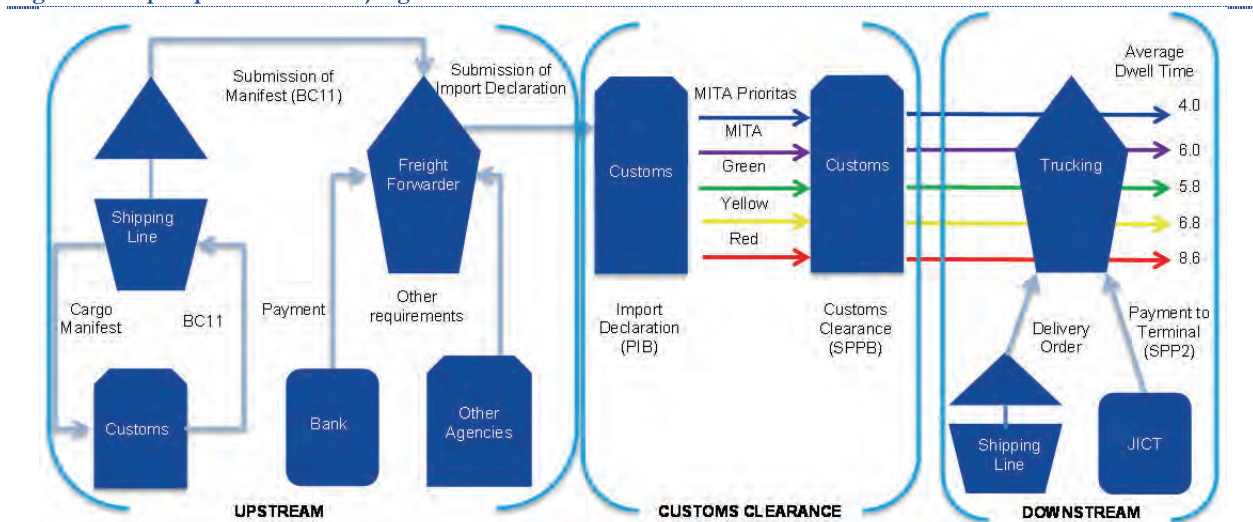 Submission of
Manifest (BC11)
Submission of
Import Declaration
Shipping
Line
Freight
Forwarder
Cargo
Manifest
BC11
Payment
Other
requirements
Customs
Bank
Other
Agencies
UPSTREAM
Customs
MITA Prioritas
MITA
Green
Yellow
Red
Customs
Import
Declaration
(PIB)
Customs
Clearance
(SPPB)
CUSTOMS CLEARANCE
Average
Dwell Time
Trucking
4.0
6.0
5.8
6.8
8.6
Delivery
Order
Payment to
Terminal
(SPP2)
Shipping
Line
JICT
DOWNSTREAM